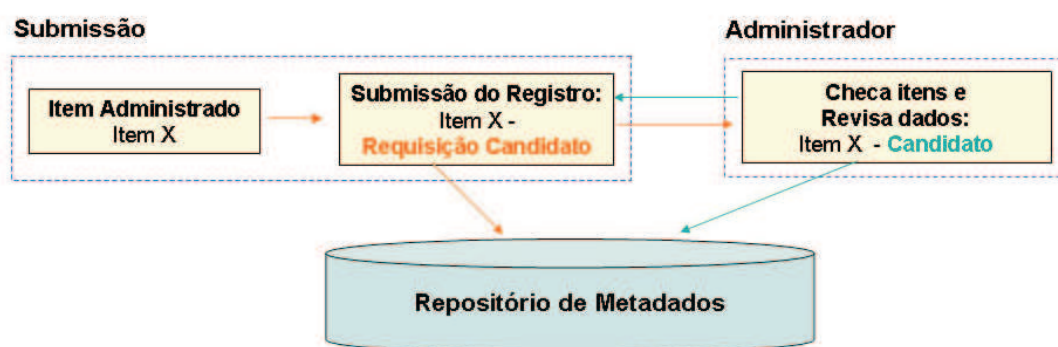 Submissão
Administrador
Item Administrado
Item X
Submissão do Registro:
Item X -
Requisição Candidato
Checa itens e
Revisa dados:
Item X - Candidato
Repositório de Metadados